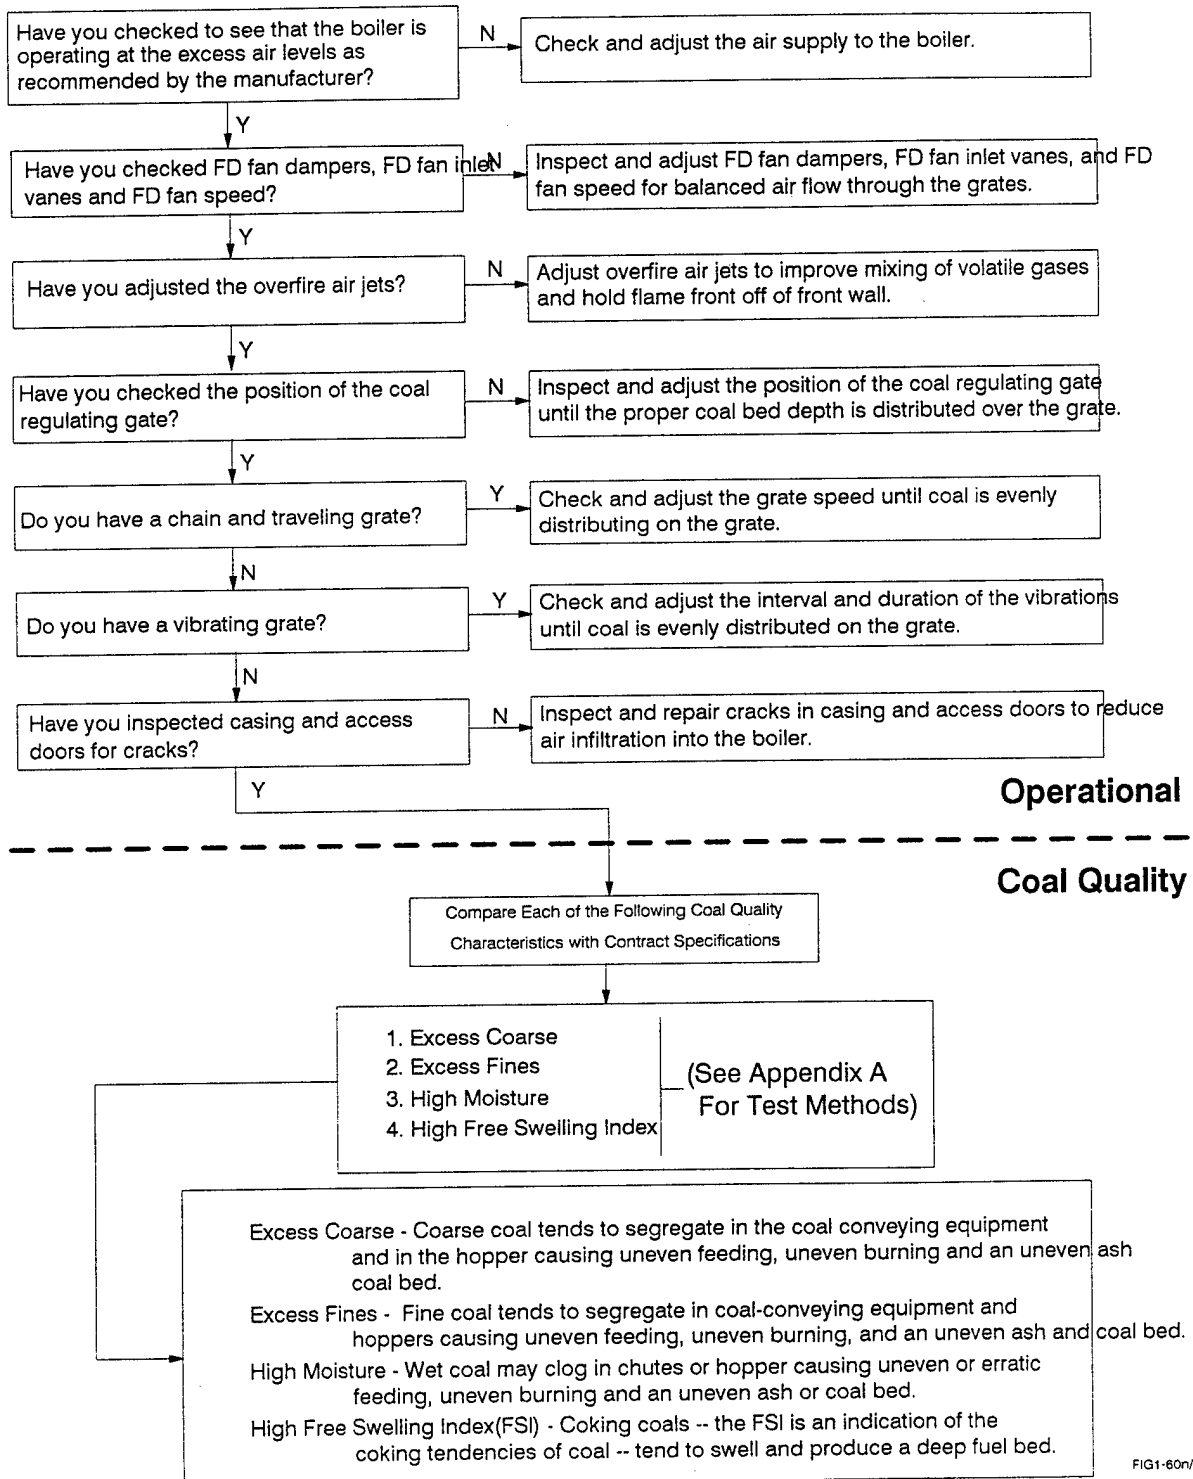 Have you checked to see that the boiler is
operating at the excess air levels as
recommended by the manufacturer?
N
Check and adjust the air supply to the boiler.
Y
Have you checked FD fan dampers, FD fan inlet
vanes and FD fan speed?
N
Inspect and adjust FD fan dampers, FD fan inlet vanes, and FD
fan speed for balanced air flow through the grates.
Y
Have you adjusted the overfire air jets?
N
Adjust overfire air jets to improve mixing of volatile gases
and hold flame front off of front wall.
Y
Have you checked the position of the coal
regulating gate?
N
Inspect and adjust the position of the coal regulating gate
until the proper coal bed depth is distributed over the grate.
Y
Do you have a chain and traveling grate?
Y
Check and adjust the grate speed until coal is evenly
distributing on the grate.
N
Do you have a vibrating grate?
Y
Check and adjust the interval and duration of the vibrations
until coal is evenly distributed on the grate.
N
Have you inspected casing and access
doors for cracks?
N
Inspect and repair cracks in casing and access doors to reduce
air infiltration into the boiler.
Y
Operational
Coal Quality
Compare Each of the Following Coal Quality
Characteristics with Contract Specifications
1. Excess Coarse
2. Excess Fines
3. High Moisture
4. High Free Swelling Index
(See Appendix A
For Test Methods)
Excess Coarse - Coarse coal tends to segregate in the coal conveying equipment
and in the hopper causing uneven feeding, uneven burning and an uneven ash
coal bed.
Excess Fines - Fine coal tends to segregate in coal-conveying equipment and
hoppers causing uneven feeding, uneven burning, and an uneven ash and coal bed.
High Moisture - Wet coal may clog in chutes or hopper causing uneven or erratic
feeding, uneven burning and an uneven ash or coal bed.
High Free Swelling Index(FSI) - Coking coals -- the FSI is an indication of the
coking tendencies of coal -- tend to swell and produce a deep fuel bed.
FIG1-60n/